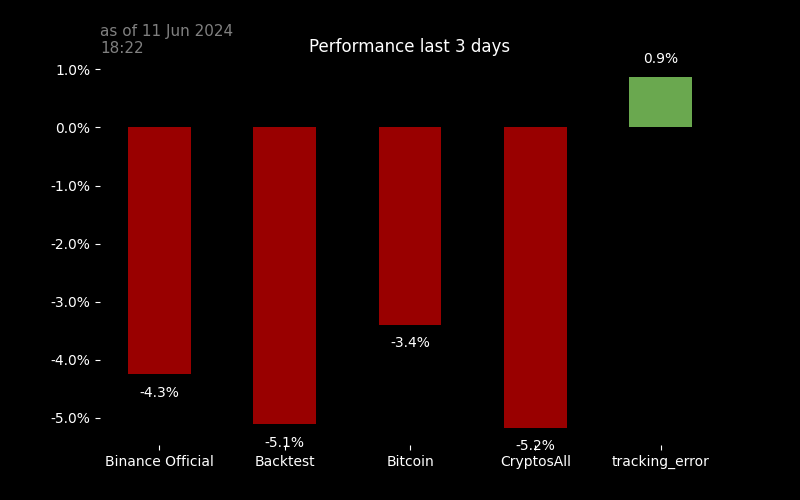 as of 11 Jun 2024
18:22
Performance last 3 days
0.9%
1.0%
0.0%
-1.0%
-2.0%
-3.0%
-4.0%
-5.0%
-4.3%
-5.1%
-3.4%
-5.2%
Binance Official
Backtest
Bitcoin
CryptosAll
tracking_error